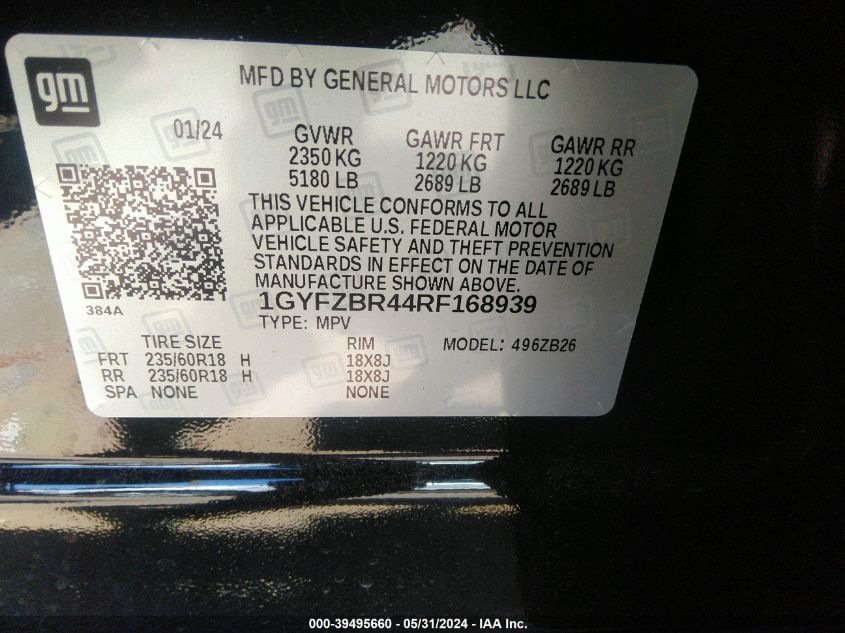 gm
MFD BY GENERAL MOTORS LLC
01/24 GVWR GAWR FRT GAWR RR
2350 KG 1220 KG 1220 KG
5180 LB 2689 LB 2689 LB
THIS VEHICLE CONFORMS TO ALL
APPLICABLE U.S. FEDERAL MOTOR
VEHICLE SAFETY AND THEFT PREVENTION
STANDARDS IN EFFECT ON THE DATE OF
MANUFACTURE SHOWN ABOVE.
384A
1GYFZBR44RF168939
TYPE: MPV
TIRE SIZE RIM MODEL: 496ZB26
FRT 235/60R18 H 18X8J
RR 235/60R18 H 18X8J
SPA NONE NONE
000-39495660 - 05/31/2024 - IAA Inc.